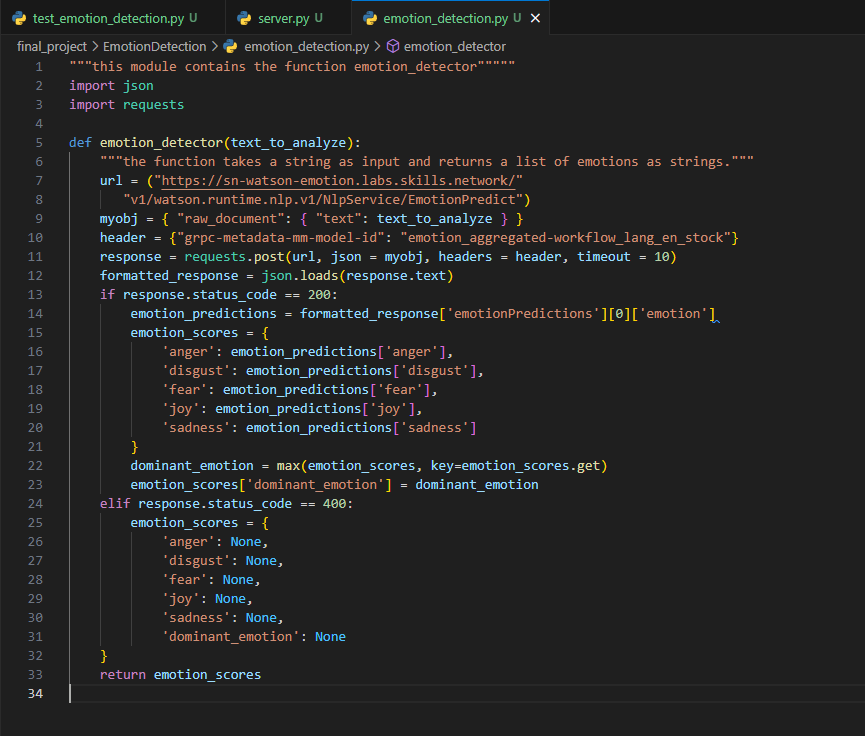 test_emotion_detection.py U server.py U emotion_detection.py U
final_project > EmotionDetection > emotion_detection.py > emotion_detector
1 """this module contains the function emotion_detector"""""
2 import json
3 import requests
4
5 def emotion_detector(text_to_analyze):
6     """the function takes a string as input and returns a list of emotions as strings."""
7     url = ("https://sn-watson-emotion.labs.skills.network/"
8        "v1/watson.runtime.nlp.v1/NlpService/EmotionPredict")
9     myobj = { "raw_document": { "text": text_to_analyze } }
10     header = {"grpc-metadata-mm-model-id": "emotion_aggregated-workflow_lang_en_stock"}
11     response = requests.post(url, json = myobj, headers = header, timeout = 10)
12     formatted_response = json.loads(response.text)
13     if response.status_code == 200:
14         emotion_predictions = formatted_response['emotionPredictions'][0]['emotion']
15         emotion_scores = {
16             'anger': emotion_predictions['anger'],
17             'disgust': emotion_predictions['disgust'],
18             'fear': emotion_predictions['fear'],
19             'joy': emotion_predictions['joy'],
20             'sadness': emotion_predictions['sadness']
21         }
22         dominant_emotion = max(emotion_scores, key=emotion_scores.get)
23         emotion_scores['dominant_emotion'] = dominant_emotion
24     elif response.status_code == 400:
25         emotion_scores = {
26             'anger': None,
27             'disgust': None,
28             'fear': None,
29             'joy': None,
30             'sadness': None,
31             'dominant_emotion': None
32     }
33     return emotion_scores
34